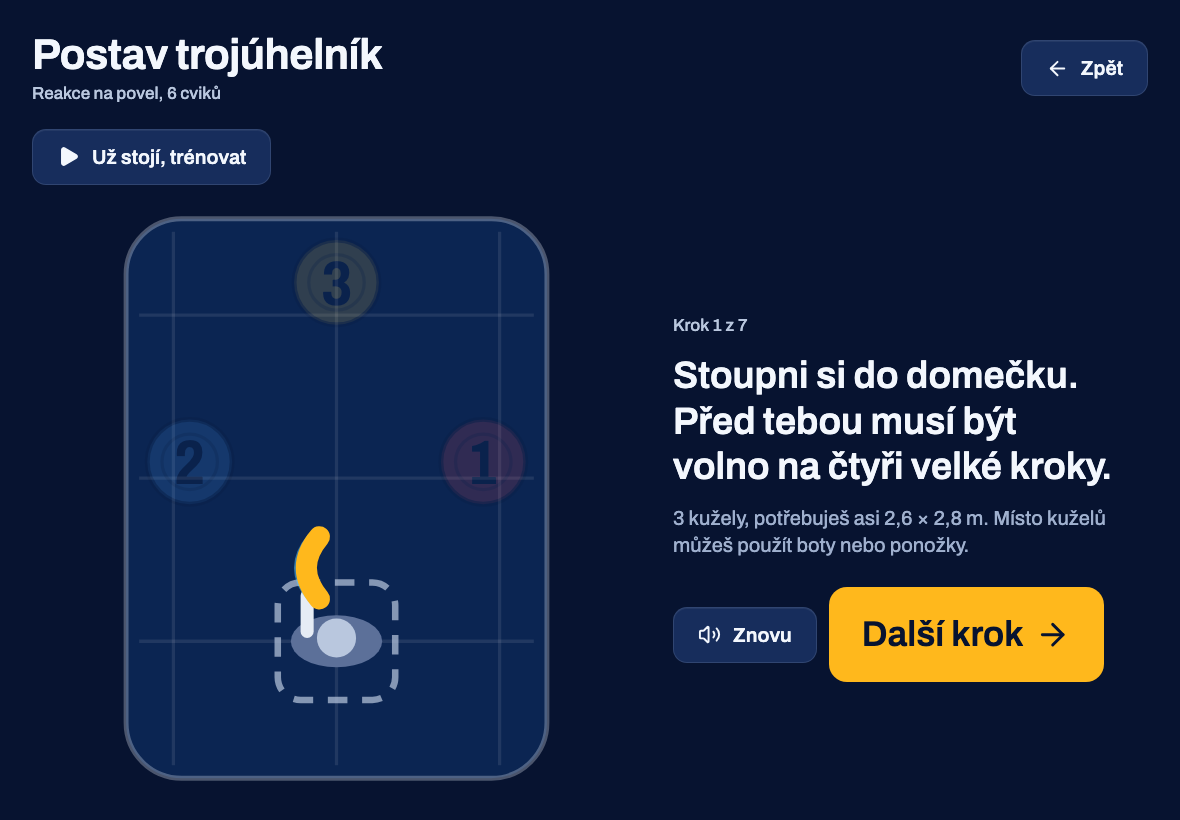 Postav trojúhelník
Reakce na povel, 6 cviků
Zpět
Už stojí, trénovat
3
2
1
Krok 1 z 7
Stoupni si do domečku.
Před tebou musí být
volno na čtyři velké kroky.
3 kužely, potřebuješ asi 2,6 × 2,8 m. Místo kuželů
můžeš použít boty nebo ponožky.
Znovu
Další krok